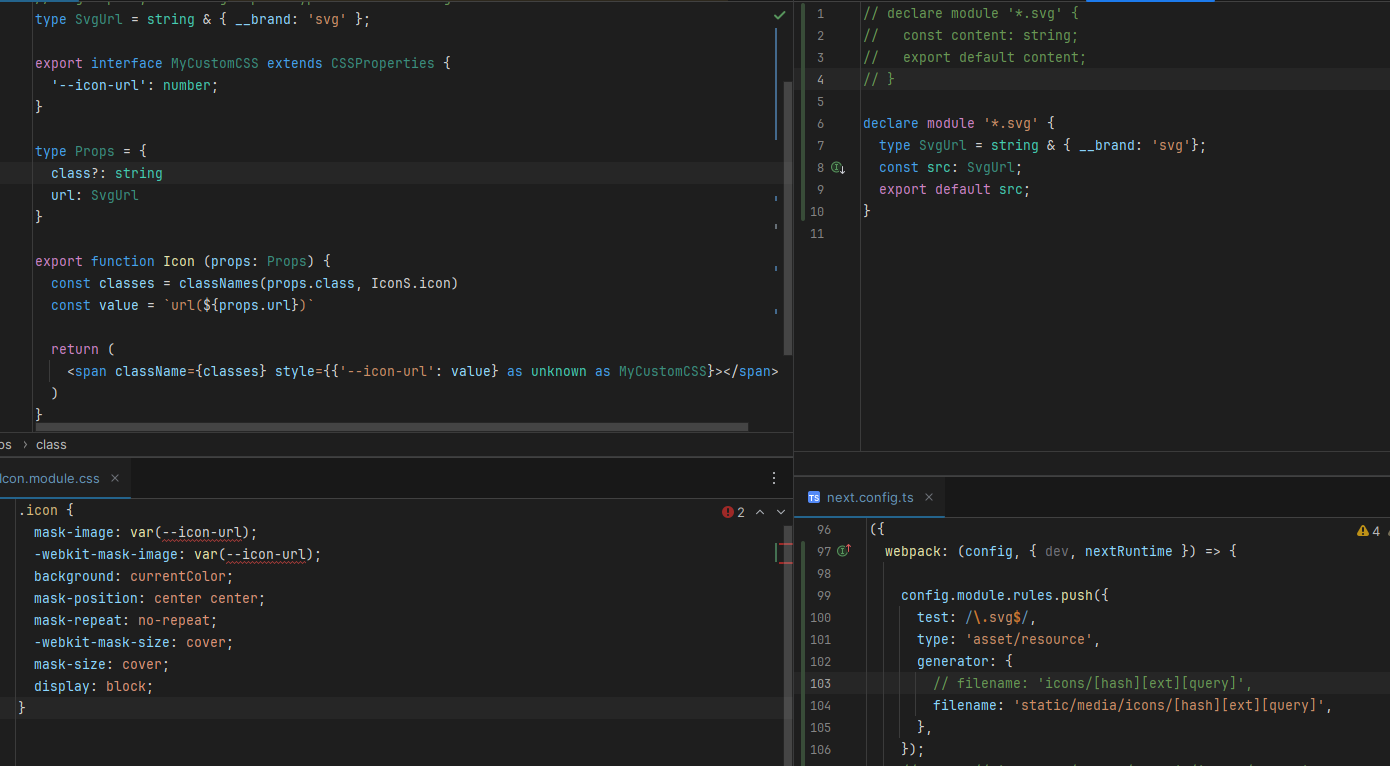 type SvgUrl = string & { __brand: 'svg' };
export interface MyCustomCSS extends CSSProperties {
'--icon-url': number;
}
type Props = {
class?: string
url: SvgUrl
}
export function Icon (props: Props) {
const classes = classNames(props.class, IconS.icon)
const value = `url(${props.url})`
return (
<span className={classes} style={{'--icon-url': value} as unknown as MyCustomCSS}></span>
)
}
ps › class
Icon.module.css ×
.icon {
2
mask-image: var(--icon-url);
-webkit-mask-image: var(--icon-url);
background: currentColor;
mask-position: center center;
mask-repeat: no-repeat;
-webkit-mask-size: cover;
mask-size: cover;
display: block;
}
1 // declare module '*.svg' {
2 //   const content: string;
3 //   export default content;
4 // }
5
6 declare module '*.svg' {
7 type SvgUrl = string & { __brand: 'svg'};
8 const src: SvgUrl;
9 export default src;
10 }
11
TS next.config.ts ×
96 ({
4
97 webpack: (config, { dev, nextRuntime }) => {
98
99 config.module.rules.push({
100 test: /\.svg$/,
101 type: 'asset/resource',
102 generator: {
103 // filename: 'icons/[hash][ext][query]',
104 filename: 'static/media/icons/[hash][ext][query]',
105 },
106 });